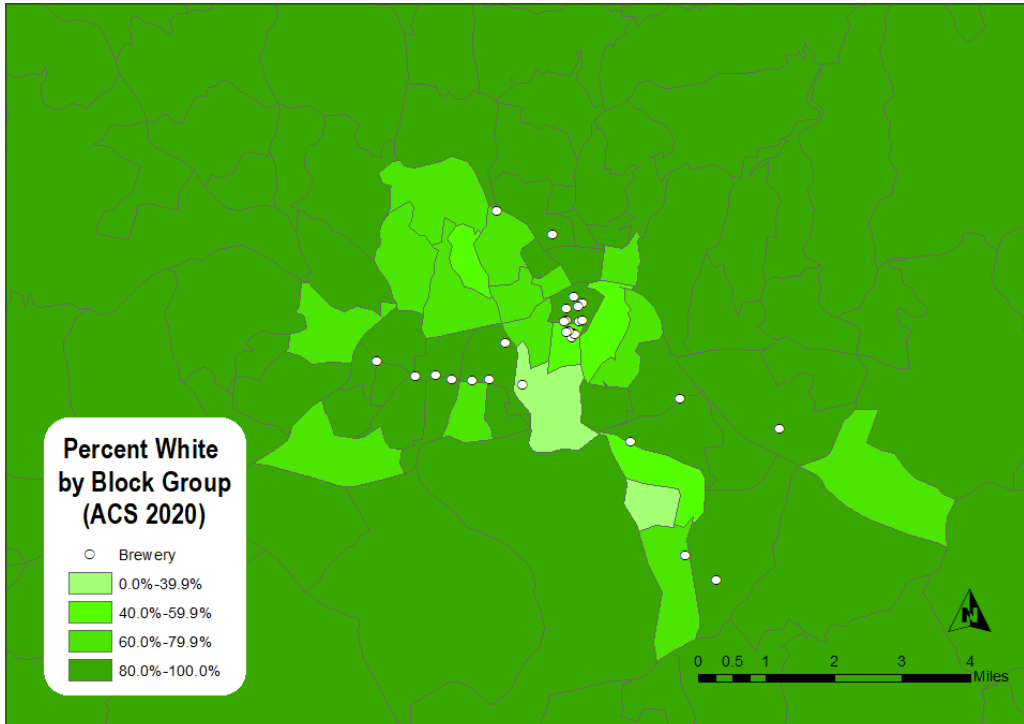 Percent White
by Block Group
(ACS 2020)
Brewery
0.0%-39.9%
40.0%-59.9%
60.0%-79.9%
80.0%-100.0%
N
0 0.5 1 2 3 4
Miles